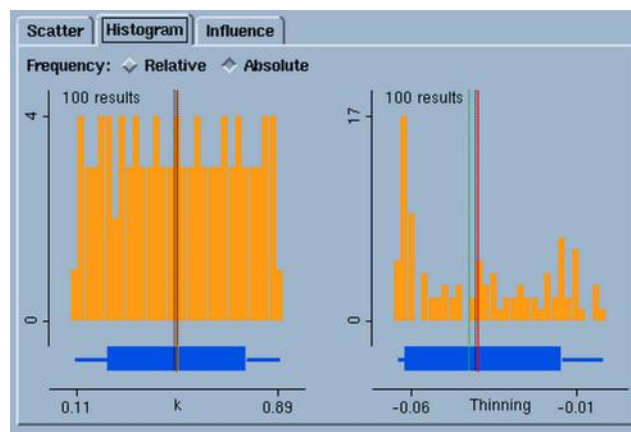 Scatter Histogram Influence
Frequency: Relative Absolute
100 results 100 results
4 17
0 0
0.11 k 0.89 -0.06 Thinning -0.01